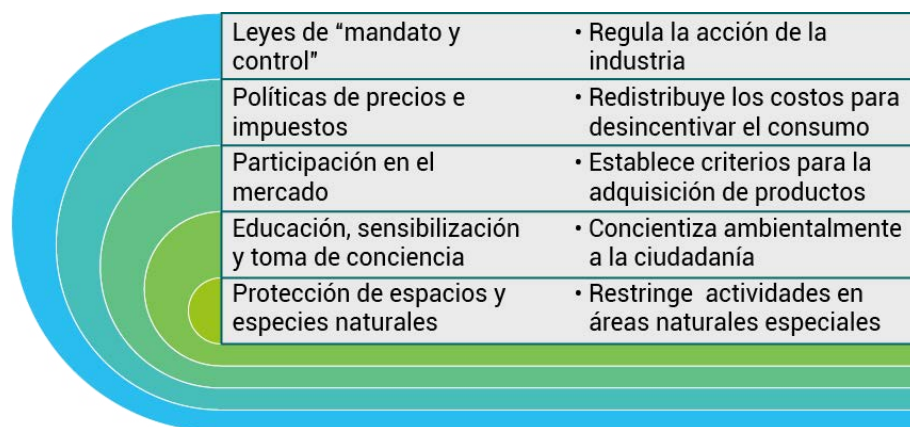 Leyes de “mandato y
control”
• Regula la acción de la
industria
Políticas de precios e
impuestos
• Redistribuye los costos para
desincentivar el consumo
Participación en el
mercado
• Establece criterios para la
adquisición de productos
Educación, sensibilización
y toma de conciencia
• Concientiza ambientalmente
a la ciudadanía
Protección de espacios y
especies naturales
• Restringe actividades en
áreas naturales especiales